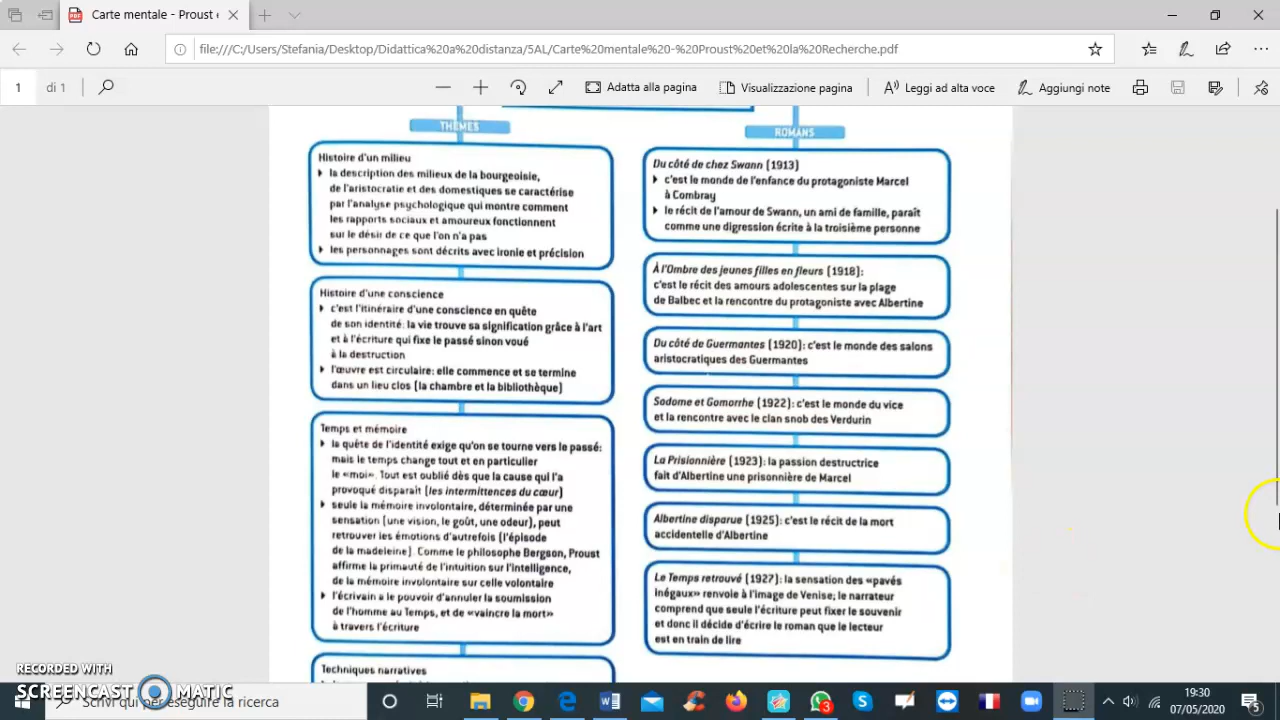 Carte mentale - Proust e
file:///C:/Users/Stefania/Desktop/Didattica%20a%20distanza/5AL/Carte%20mentale%20-%20Proust%20et%20la%20Recherche.pdf
1
di 1
Adatta alla pagina
Visualizzazione pagina
Leggi ad alta voce
Aggiungi note
THÈMES
Histoire d'un milieu
la description des milieux de la bourgeoisie,
de l'aristocratie et des domestiques se caractérise
par l'analyse psychologique qui montre comment
les rapports sociaux et amoureux fonctionnent
sur le désir de ce que l'on n'a pas
les personnages sont décrits avec ironie et précision
Histoire d'une conscience
c'est l'itinéraire d'une conscience en quête
de son identité: la vie trouve sa signification grâce à l'art
et à l'écriture qui fixe le passé sinon voué
à la destruction
l'œuvre est circulaire: elle commence et se termine
dans un lieu clos (la chambre et la bibliothèque)
Temps et mémoire
la quête de l'identité exige qu'on se tourne vers le passé:
mais le temps change tout et en particulier
le «moi». Tout est oublié dès que la cause qui l'a
provoqué disparaît (les intermittences du cœur)
seule la mémoire involontaire, déterminée par une
sensation (une vision, le goût, une odeur), peut
retrouver les émotions d'autrefois (l'épisode
de la madeleine). Comme le philosophe Bergson, Proust
affirme la primauté de l'intuition sur l'intelligence,
de la mémoire involontaire sur celle volontaire
l'écrivain a le pouvoir d'annuler la soumission
de l'homme au Temps, et de «vaincre la mort»
à travers l'écriture
Techniques narratives
ROMANS
Du côté de chez Swann (1913)
c'est le monde de l'enfance du protagoniste Marcel
à Combray
le récit de l'amour de Swann, un ami de famille, paraît
comme une digression écrite à la troisième personne
À l'Ombre des jeunes filles en fleurs (1918):
c'est le récit des amours adolescentes sur la plage
de Balbec et la rencontre du protagoniste avec Albertine
Du côté de Guermantes (1920): c'est le monde des salons
aristocratiques des Guermantes
Sodome et Gomorrhe (1922): c'est le monde du vice
et la rencontre avec le clan snob des Verdurin
La Prisionnière (1923): la passion destructrice
fait d'Albertine une prisonnière de Marcel
Albertine disparue (1925): c'est le récit de la mort
accidentelle d'Albertine
Le Temps retrouvé (1927): la sensation des «pavés
inégaux» renvoie à l'image de Venise; le narrateur
comprend que seule l'écriture peut fixer le souvenir
et donc il décide d'écrire le roman que le lecteur
est en train de lire
RECORDED WITH
SCREENCAST MATIC
Scrivi qui per eseguire la ricerca
3
19:30
07/05/2020
5